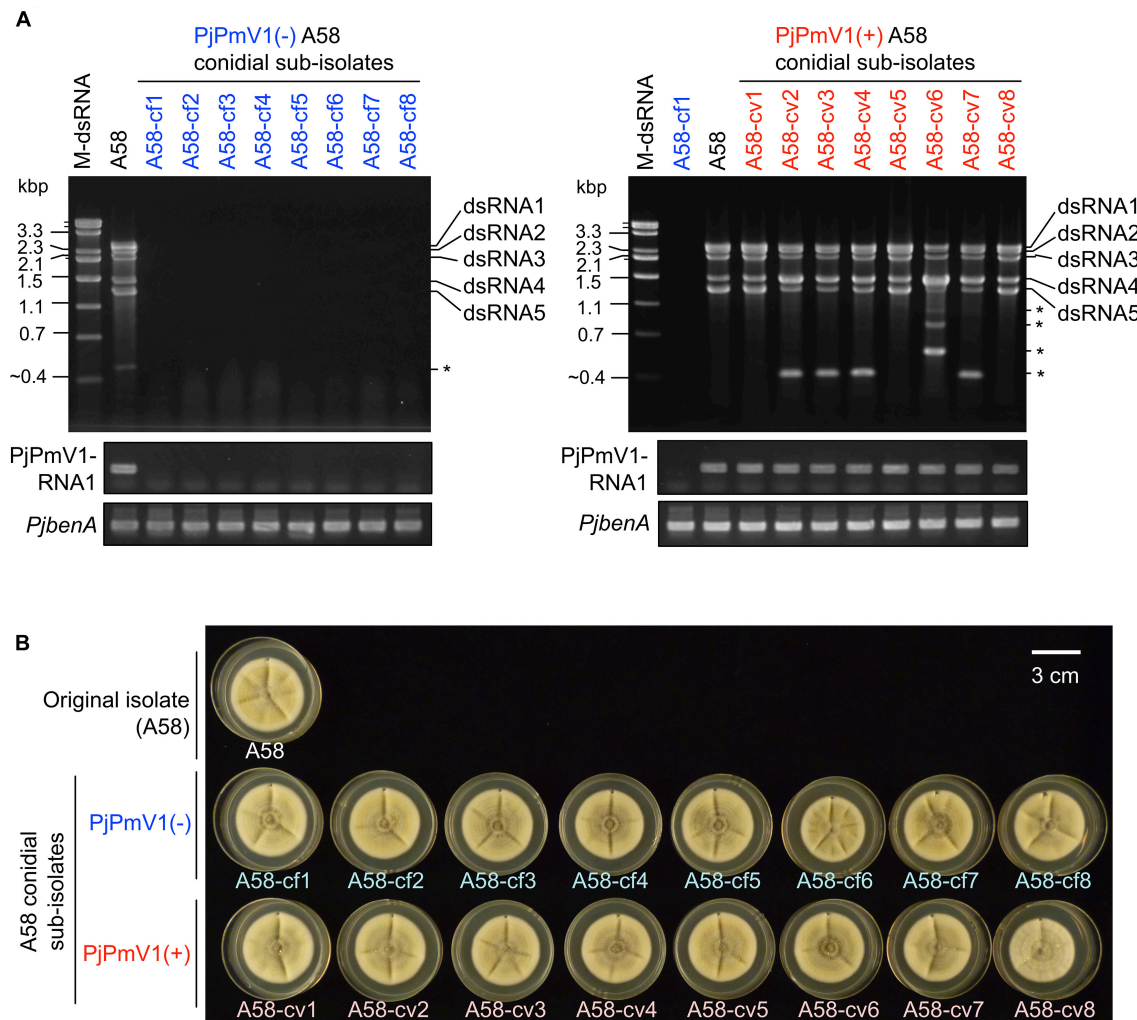 A
PjPmV1(-) A58
conidial sub-isolates
M-dsRNA
A58
A58-cf1
A58-cf2
A58-cf3
A58-cf4
A58-cf5
A58-cf6
A58-cf7
A58-cf8
kbp
3.3
2.3
2.1
1.5
1.1
0.7
~0.4
dsRNA1
dsRNA2
dsRNA3
dsRNA4
dsRNA5
*
PjPmV1-
RNA1
PjbenA
PjPmV1(+) A58
conidial sub-isolates
M-dsRNA
A58-cf1
A58
A58-cv1
A58-cv2
A58-cv3
A58-cv4
A58-cv5
A58-cv6
A58-cv7
A58-cv8
kbp
3.3
2.3
2.1
1.5
1.1
0.7
~0.4
dsRNA1
dsRNA2
dsRNA3
dsRNA4
dsRNA5
*
*
*
*
PjPmV1-
RNA1
PjbenA
B
3 cm
Original isolate
(A58)
A58
A58 conidial
sub-isolates
PjPmV1(-)
A58-cf1 A58-cf2 A58-cf3 A58-cf4 A58-cf5 A58-cf6 A58-cf7 A58-cf8
PjPmV1(+)
A58-cv1 A58-cv2 A58-cv3 A58-cv4 A58-cv5 A58-cv6 A58-cv7 A58-cv8